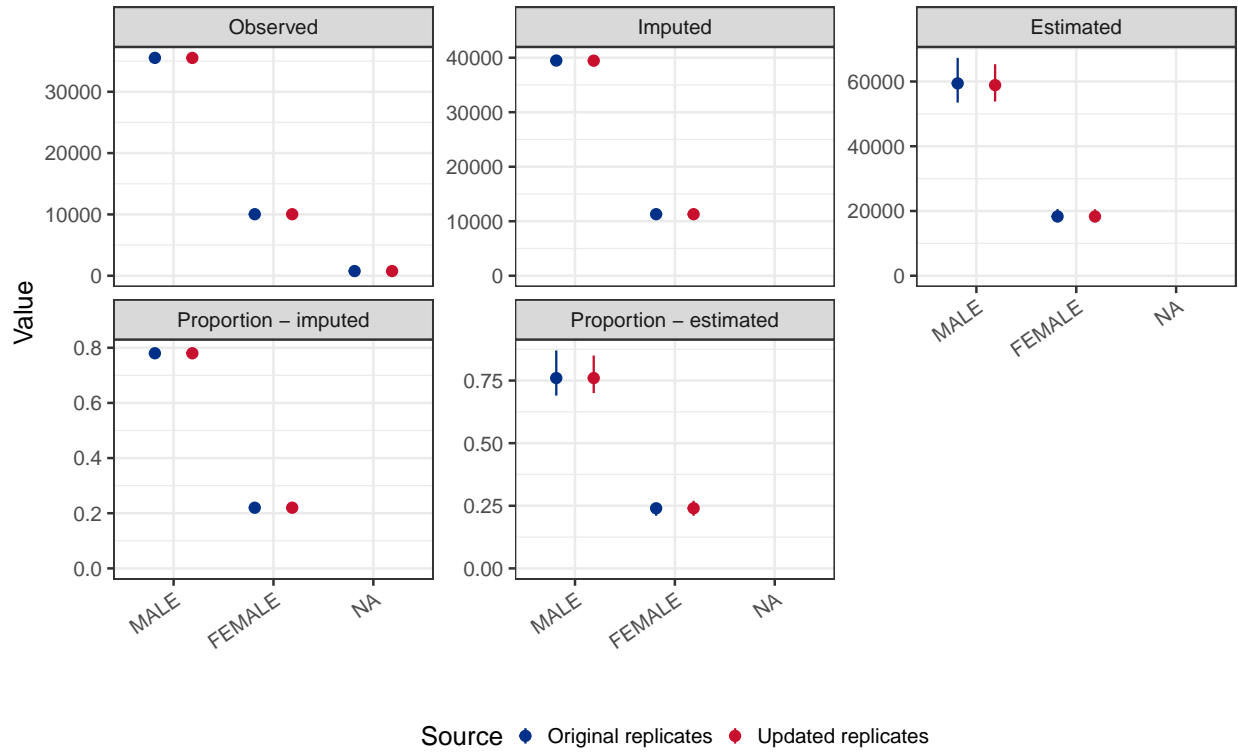 Observed
Imputed
Estimated
30000
20000
10000
0
40000
30000
20000
10000
0
60000
40000
20000
0
MALE
FEMALE
NA
Value
Proportion − imputed
Proportion − estimated
0.8
0.6
0.4
0.2
0.0
0.75
0.50
0.25
0.00
MALE
FEMALE
NA
MALE
FEMALE
NA
Source Original replicates Updated replicates